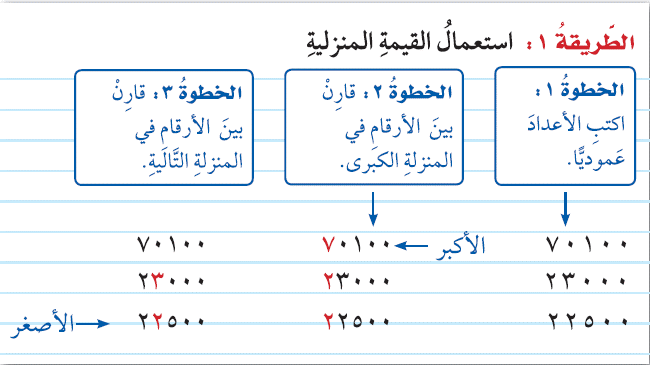 الطّريقةُ ١: استعمالُ القيمةِ المنزليةِ
الخطوةُ ١:
اكتبِ الأعدادَ
عَموديًّا.
الخطوةُ ٢: قارِنْ
بينَ الأرقامِ في
المنزلةِ الكبرى.
الخطوةُ ٣: قارِنْ
بينَ الأرقامِ في
المنزلةِ التَّاليَةِ.
٧٠١٠٠
٢٣٠٠٠
٢٢٥٠٠
الأكبر ٧٠١٠٠
٢٣٠٠٠
٢٢٥٠٠
٧٠١٠٠
٢٣٠٠٠
٢٢٥٠٠ الأصغر